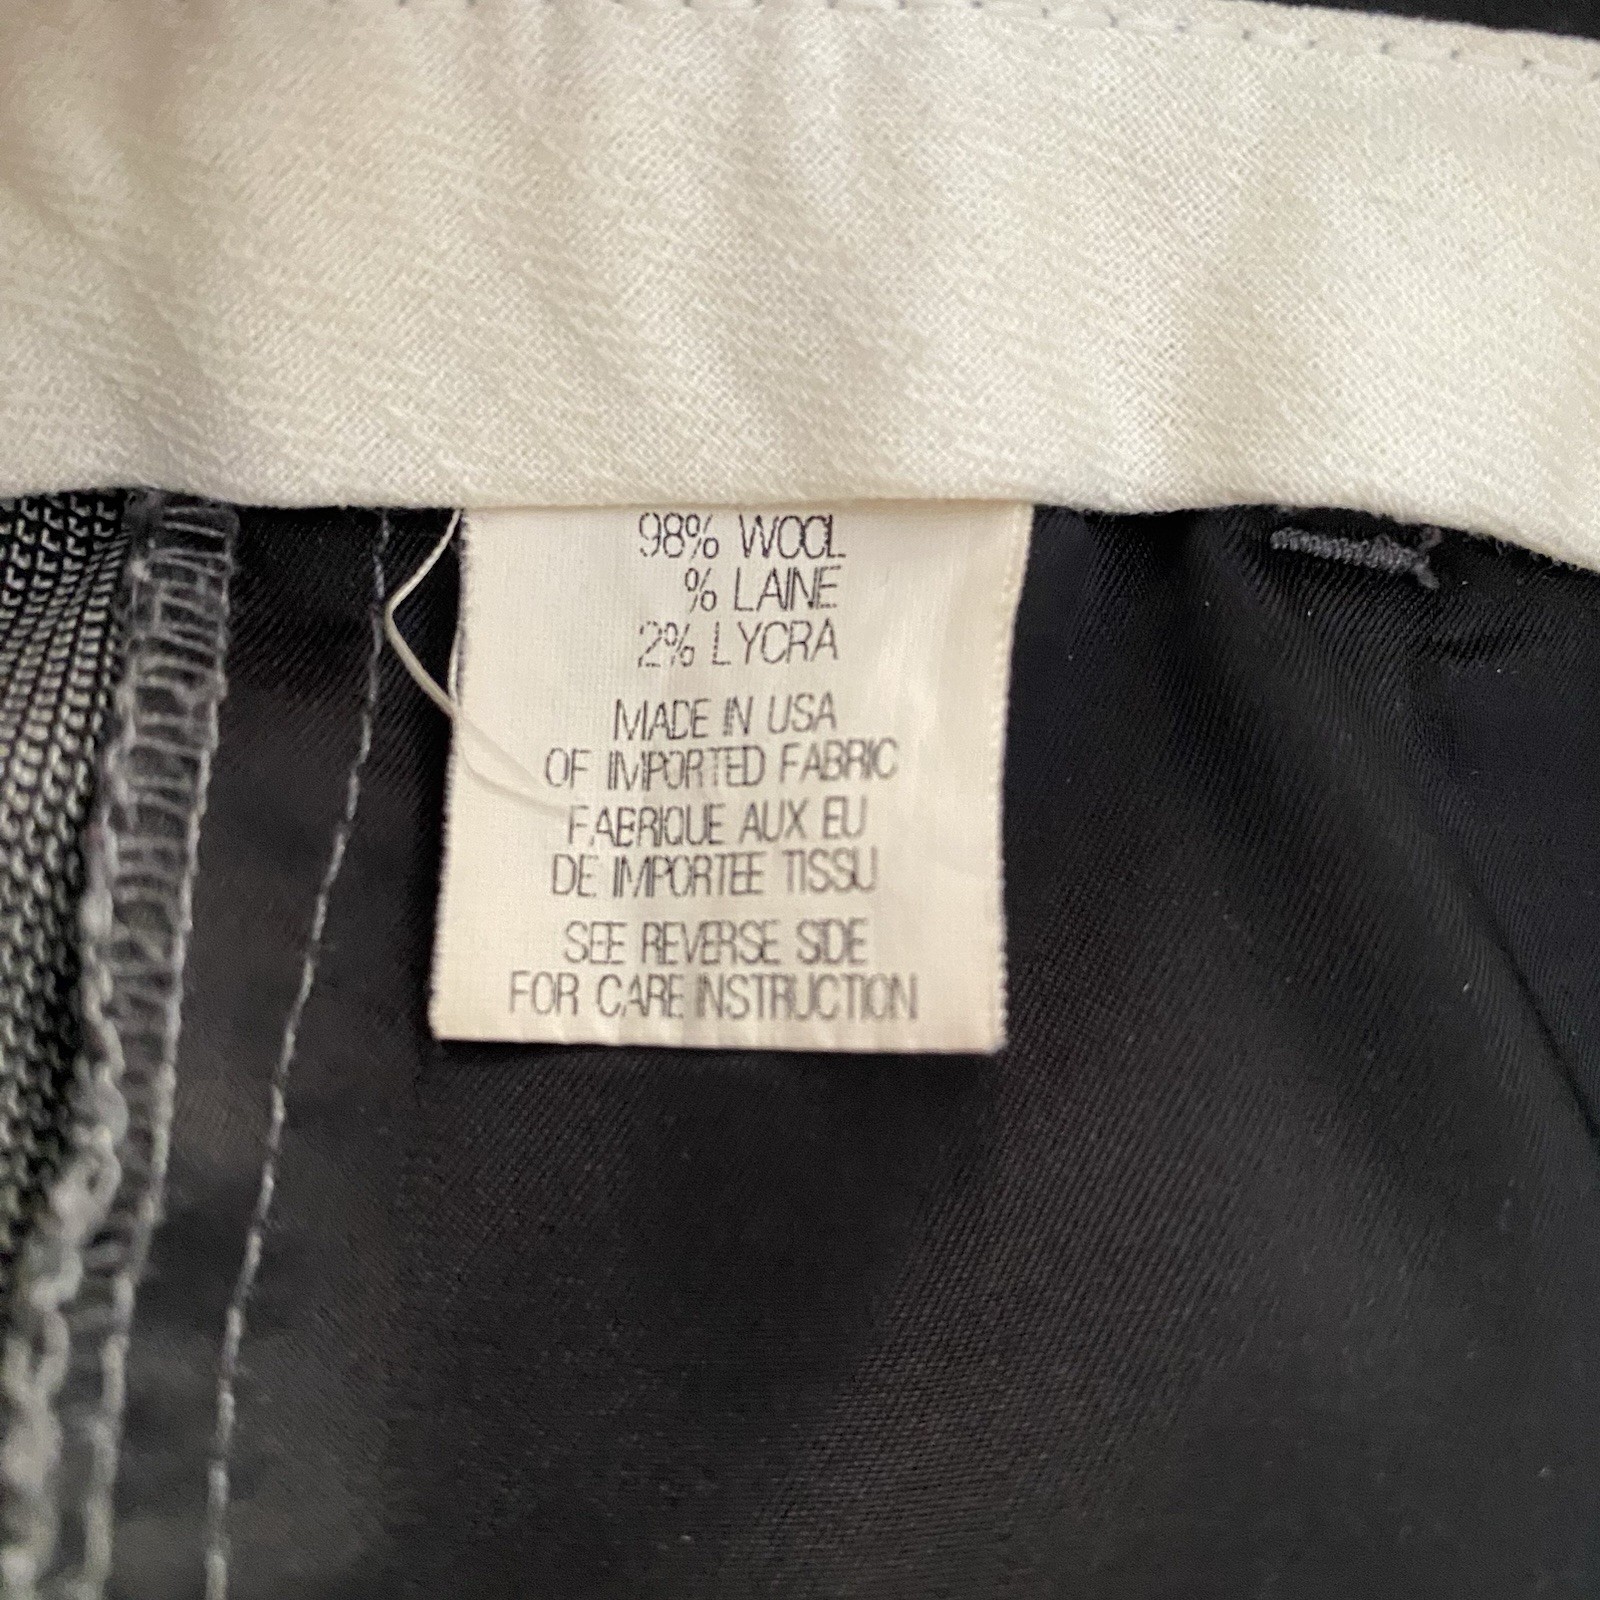 98% WOOL
% LAINE
2% LYCRA
MADE IN USA
OF IMPORTED FABRIC
FABRIQUE AUX EU
DE IMPORTEE TISSU
SEE REVERSE SIDE
FOR CARE INSTRUCTION